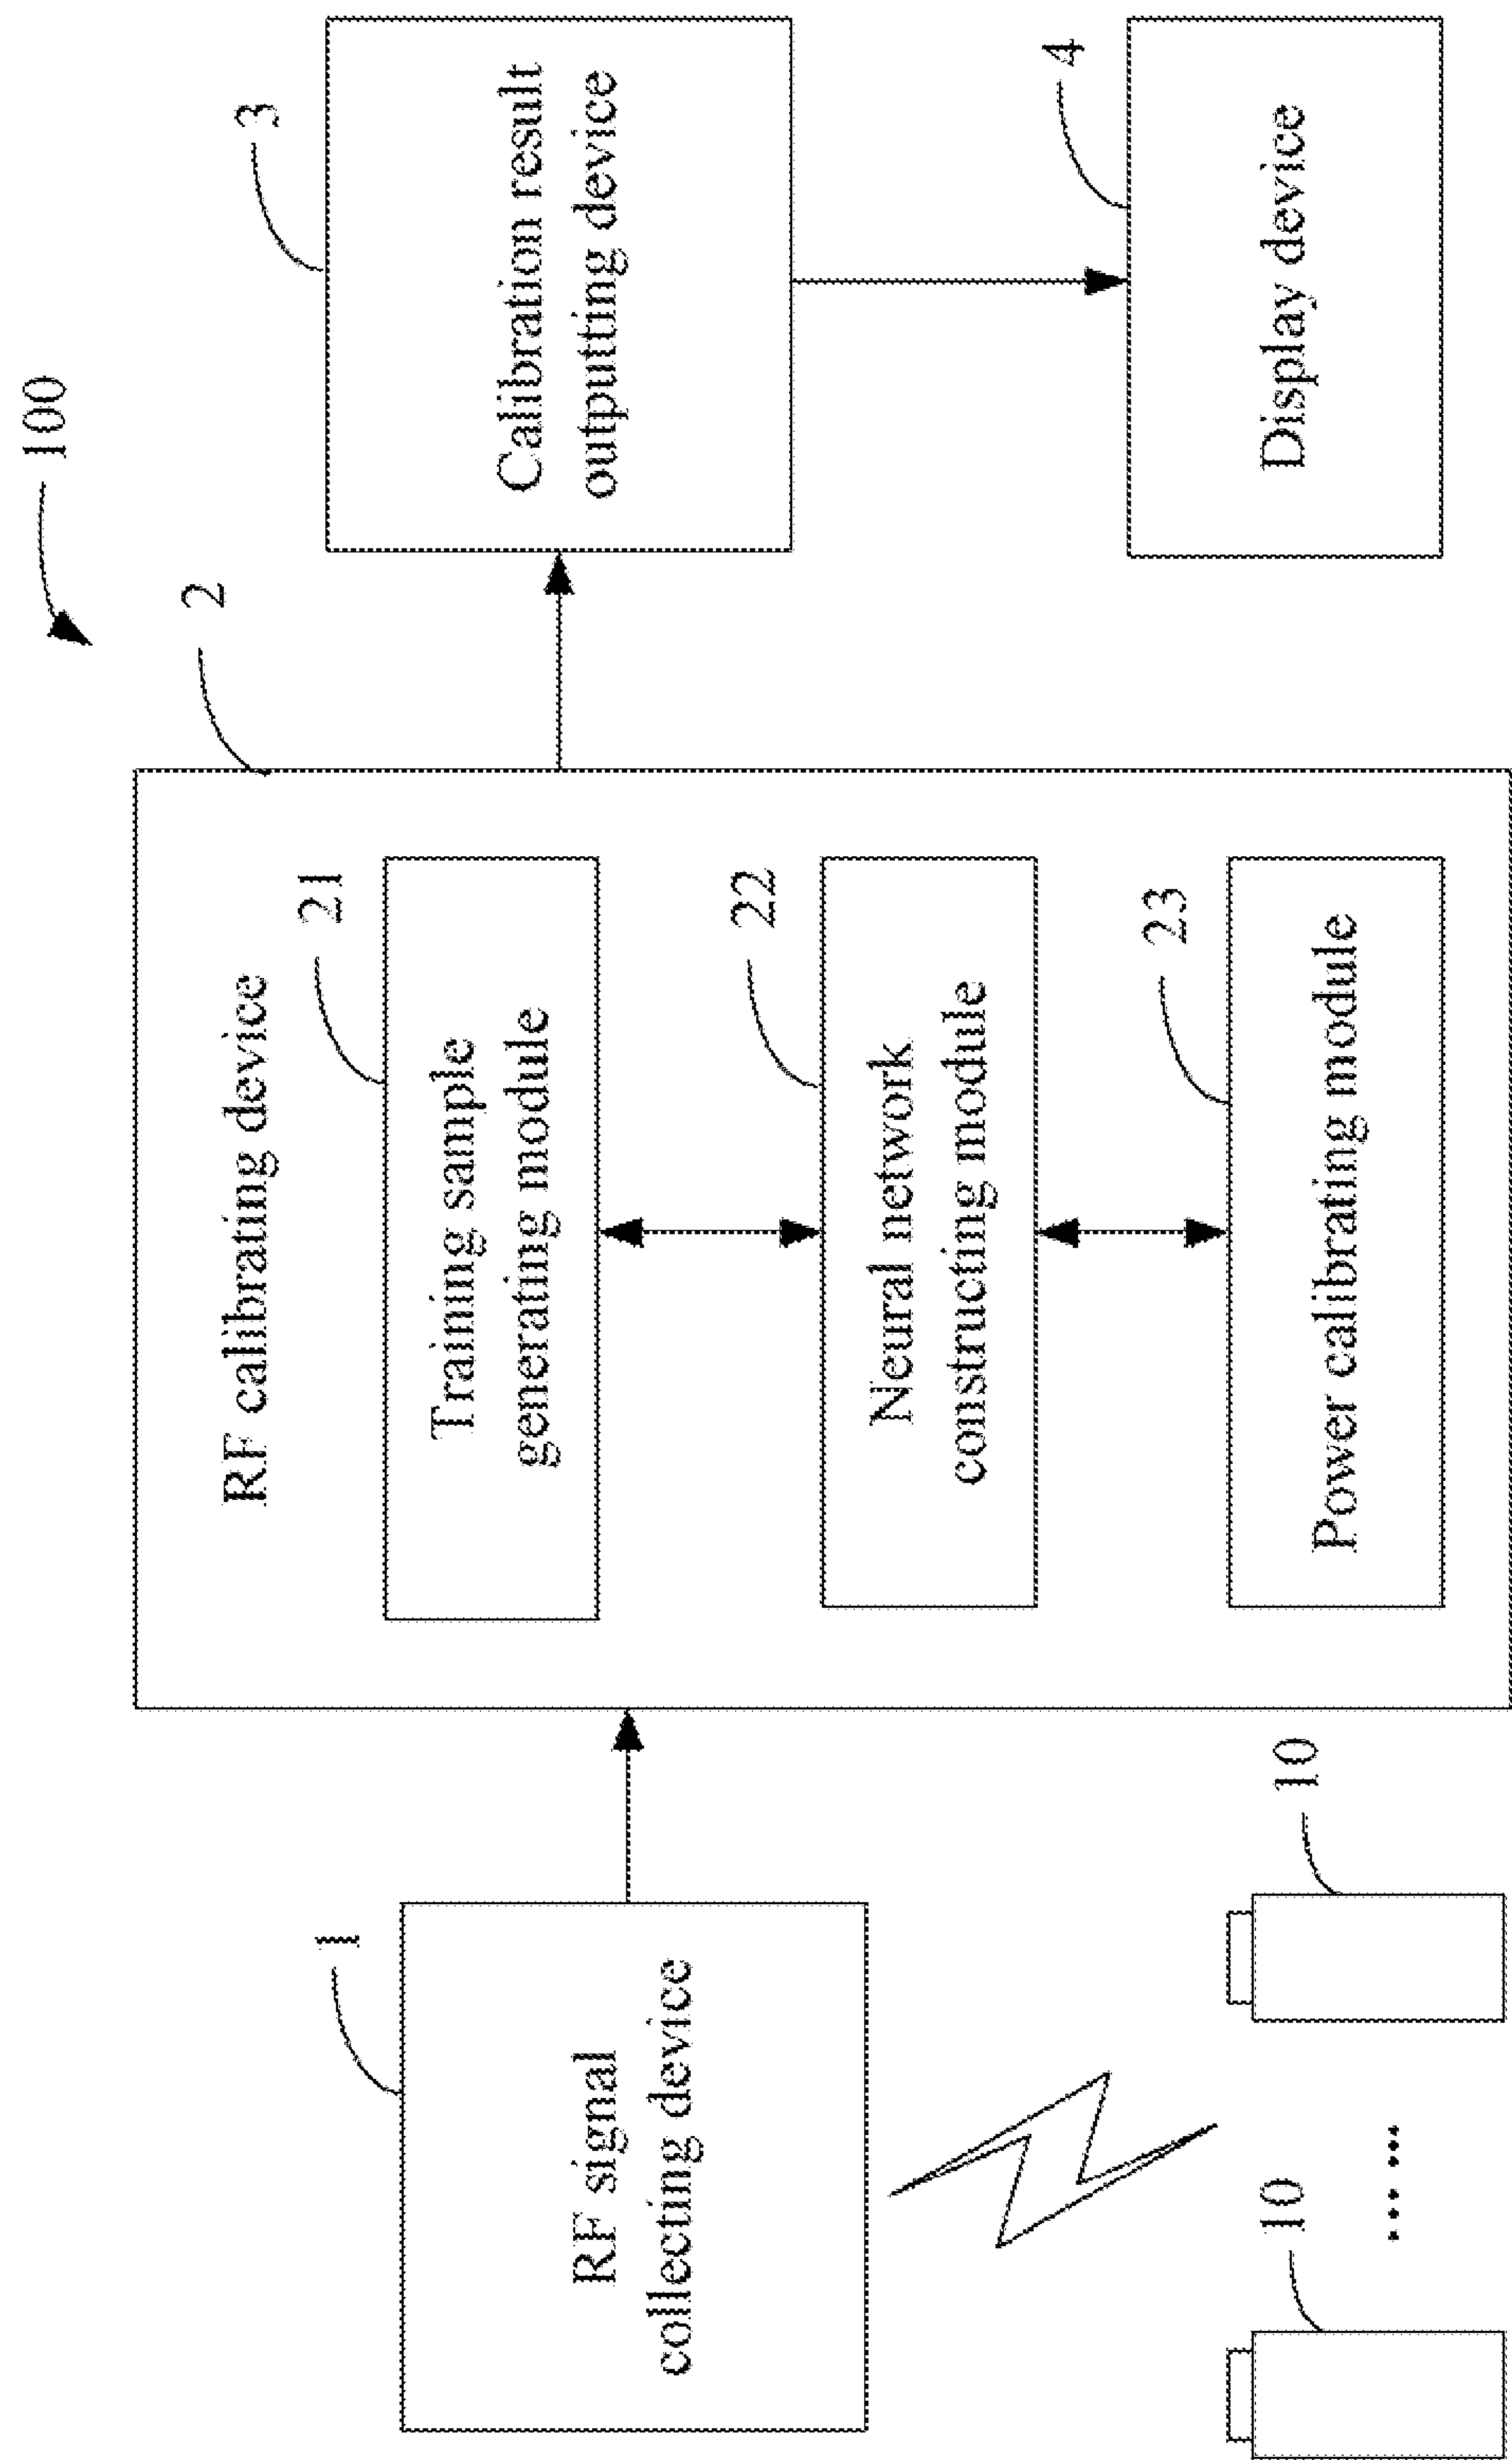 100
1
RF signal
collecting device
10
......
10
2
RF calibrating device
21
Training sample
generating module
22
Neural network
constructing module
23
Power calibrating module
3
Calibration result
outputting device
4
Display device